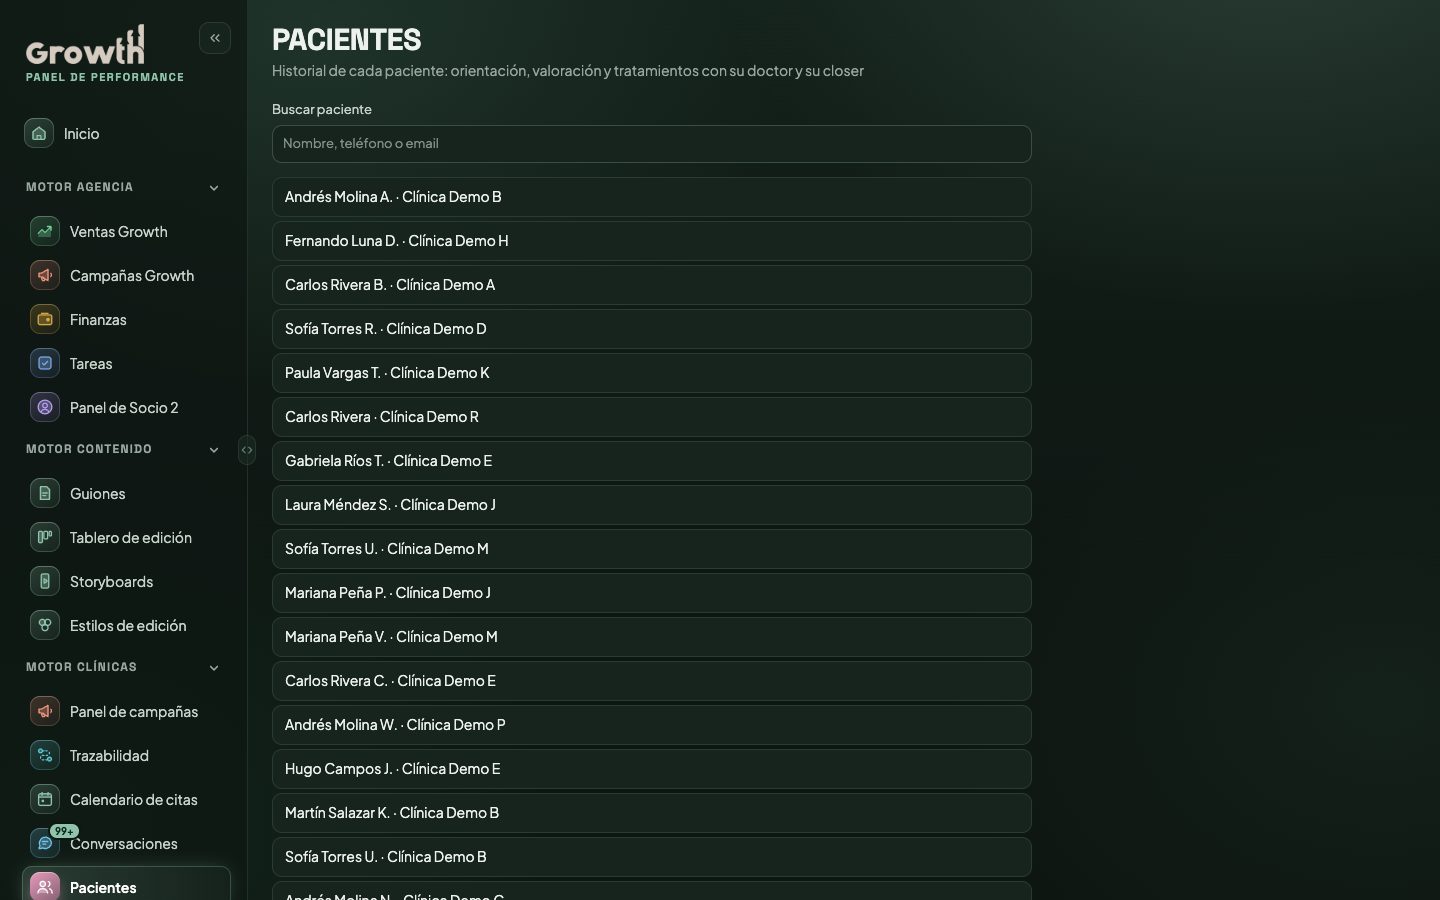 Growth
PANEL DE PERFORMANCE
Inicio
MOTOR AGENCIA
Ventas Growth
Campañas Growth
Finanzas
Tareas
Panel de Socio 2
MOTOR CONTENIDO
Guiones
Tablero de edición
Storyboards
Estilos de edición
MOTOR CLÍNICAS
Panel de campañas
Trazabilidad
Calendario de citas
99+
Conversaciones
Pacientes
PACIENTES
Historial de cada paciente: orientación, valoración y tratamientos con su doctor y su closer
Buscar paciente
Nombre, teléfono o email
Andrés Molina A. · Clínica Demo B
Fernando Luna D. · Clínica Demo H
Carlos Rivera B. · Clínica Demo A
Sofía Torres R. · Clínica Demo D
Paula Vargas T. · Clínica Demo K
Carlos Rivera · Clínica Demo R
Gabriela Ríos T. · Clínica Demo E
Laura Méndez S. · Clínica Demo J
Sofía Torres U. · Clínica Demo M
Mariana Peña P. · Clínica Demo J
Mariana Peña V. · Clínica Demo M
Carlos Rivera C. · Clínica Demo E
Andrés Molina W. · Clínica Demo P
Hugo Campos J. · Clínica Demo E
Martín Salazar K. · Clínica Demo B
Sofía Torres U. · Clínica Demo B
Andrés Molina N. · Clínica Demo